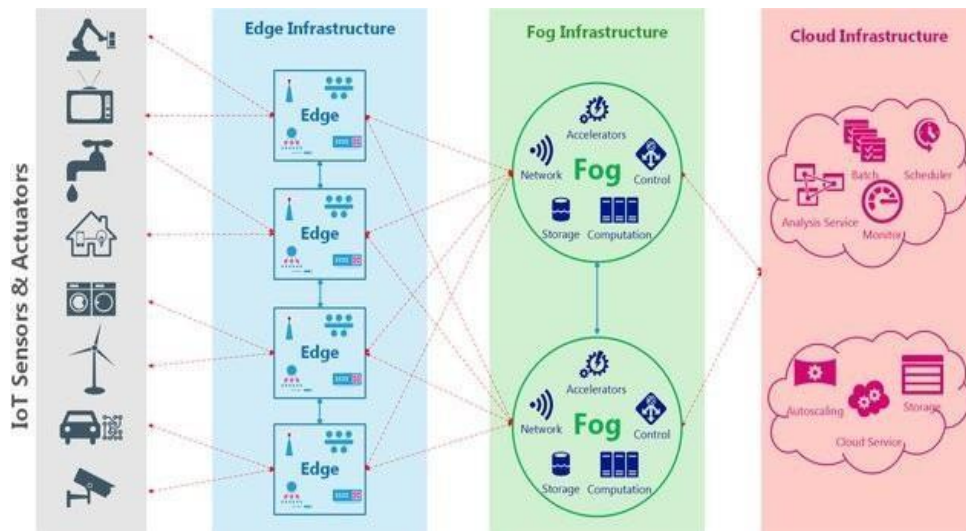 IoT Sensors & Actuators
Edge Infrastructure
Edge
Edge
Edge
Edge
Fog Infrastructure
Accelerators
Network
Fog
Control
Storage
Computation
Accelerators
Network
Fog
Control
Storage
Computation
Cloud Infrastructure
Batch
Scheduler
Analysis Service
Monitor
Autoscaling
Storage
Cloud Service